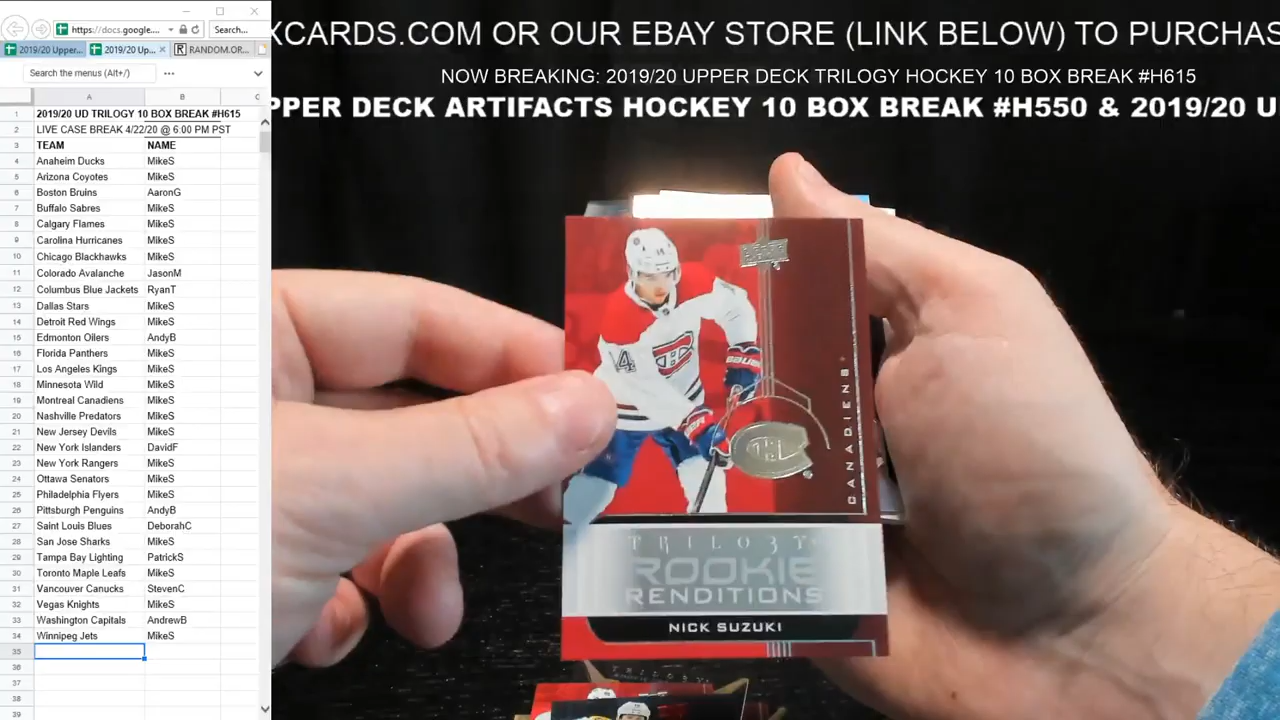 https://docs.google....
Search...
2019/20 Upper...
2019/20 Up...
RANDOM.OR...
Search the menus (Alt+/)
A B C
1 2019/20 UD TRILOGY 10 BOX BREAK #H615
2 LIVE CASE BREAK 4/22/20 @ 6:00 PM PST
3 TEAM NAME
4 Anaheim Ducks MikeS
5 Arizona Coyotes MikeS
6 Boston Bruins AaronG
7 Buffalo Sabres MikeS
8 Calgary Flames MikeS
9 Carolina Hurricanes MikeS
10 Chicago Blackhawks MikeS
11 Colorado Avalanche JasonM
12 Columbus Blue Jackets RyanT
13 Dallas Stars MikeS
14 Detroit Red Wings MikeS
15 Edmonton Oilers AndyB
16 Florida Panthers MikeS
17 Los Angeles Kings MikeS
18 Minnesota Wild MikeS
19 Montreal Canadiens MikeS
20 Nashville Predators MikeS
21 New Jersey Devils MikeS
22 New York Islanders DavidF
23 New York Rangers MikeS
24 Ottawa Senators MikeS
25 Philadelphia Flyers MikeS
26 Pittsburgh Penguins AndyB
27 Saint Louis Blues DeborahC
28 San Jose Sharks MikeS
29 Tampa Bay Lighting PatrickS
30 Toronto Maple Leafs MikeS
31 Vancouver Canucks StevenC
32 Vegas Knights MikeS
33 Washington Capitals AndrewB
34 Winnipeg Jets MikeS
35
36
37
38
39
XCARDS.COM OR OUR EBAY STORE (LINK BELOW) TO PURCHAS
NOW BREAKING: 2019/20 UPPER DECK TRILOGY HOCKEY 10 BOX BREAK #H615
PPER DECK ARTIFACTS HOCKEY 10 BOX BREAK #H550 & 2019/20 U
UPPER DECK
14
CANADIENS
TRILOGY
ROOKIE
RENDITIONS
NICK SUZUKI
TRILOGY